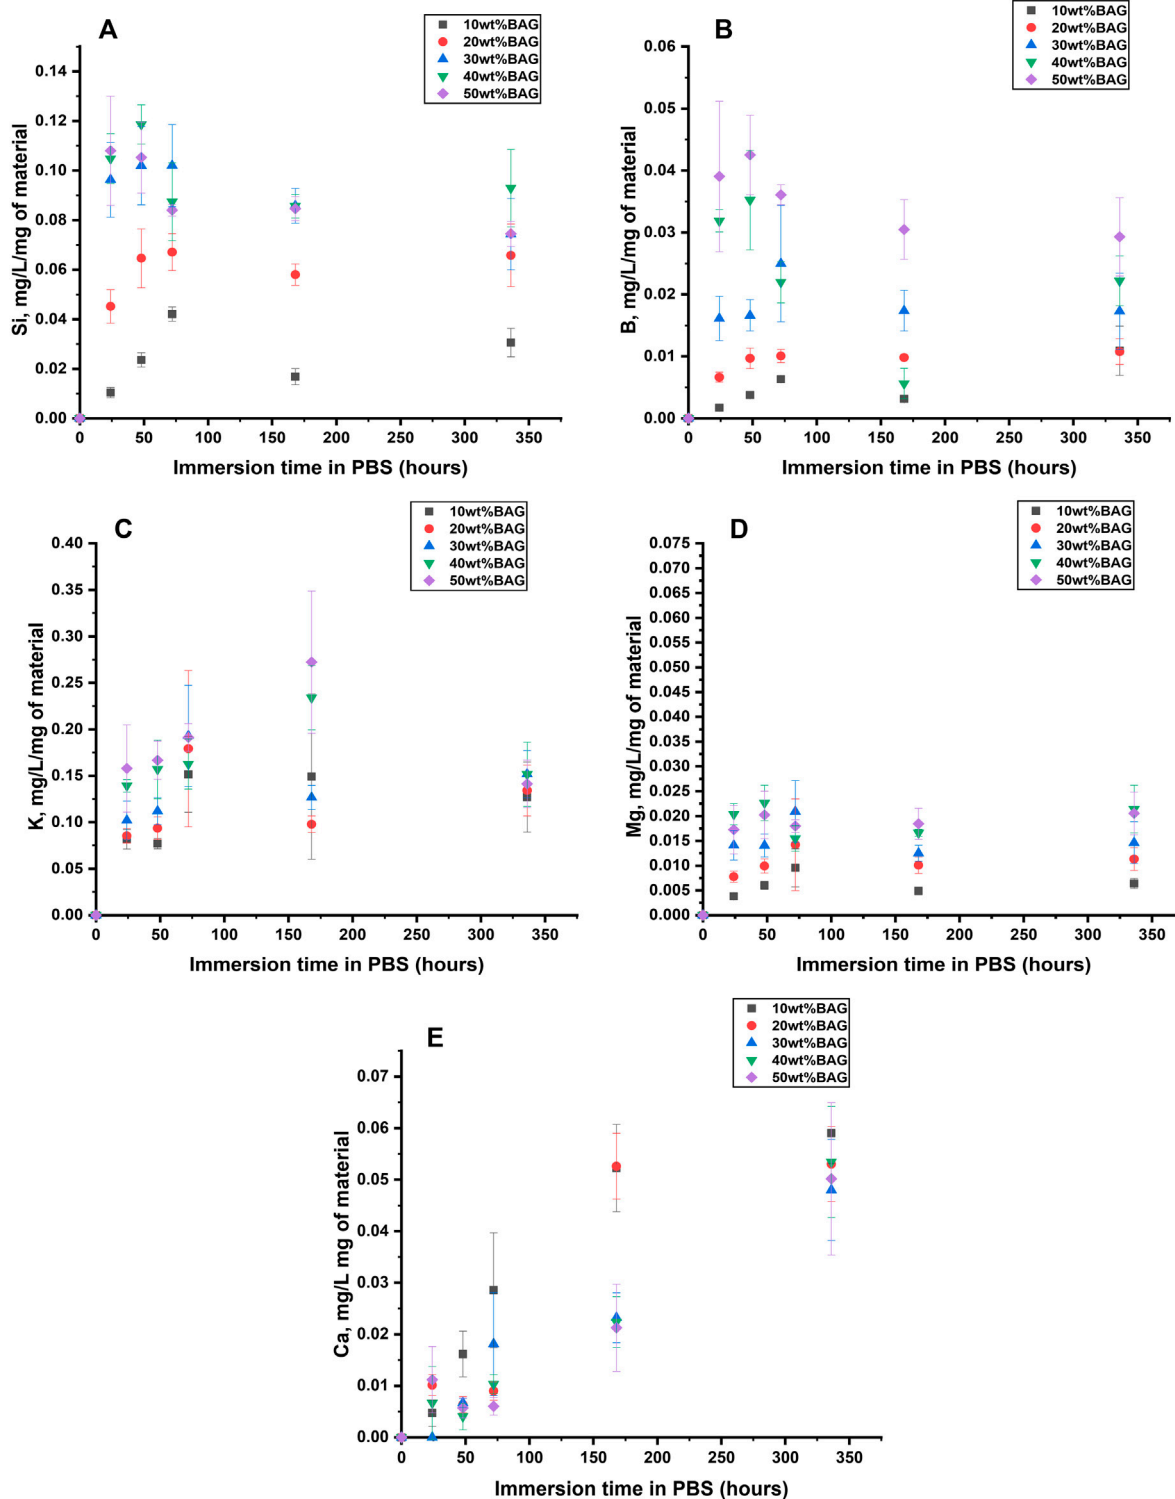 A
10wt%BAG
20wt%BAG
30wt%BAG
40wt%BAG
50wt%BAG
0.14
0.12
0.10
0.08
0.06
0.04
0.02
0.00
Si, mg/L/mg of material
0 50 100 150 200 250 300 350
Immersion time in PBS (hours)
B
10wt%BAG
20wt%BAG
30wt%BAG
40wt%BAG
50wt%BAG
0.06
0.05
0.04
0.03
0.02
0.01
0.00
B, mg/L/mg of material
0 50 100 150 200 250 300 350
Immersion time in PBS (hours)
C
10wt%BAG
20wt%BAG
30wt%BAG
40wt%BAG
50wt%BAG
0.40
0.35
0.30
0.25
0.20
0.15
0.10
0.05
0.00
K, mg/L/mg of material
0 50 100 150 200 250 300 350
Immersion time in PBS (hours)
D
10wt%BAG
20wt%BAG
30wt%BAG
40wt%BAG
50wt%BAG
0.075
0.070
0.065
0.060
0.055
0.050
0.045
0.040
0.035
0.030
0.025
0.020
0.015
0.010
0.005
0.000
Mg, mg/L/mg of material
0 50 100 150 200 250 300 350
Immersion time in PBS (hours)
E
10wt%BAG
20wt%BAG
30wt%BAG
40wt%BAG
50wt%BAG
0.07
0.06
0.05
0.04
0.03
0.02
0.01
0.00
Ca, mg/L mg of material
0 50 100 150 200 250 300 350
Immersion time in PBS (hours)